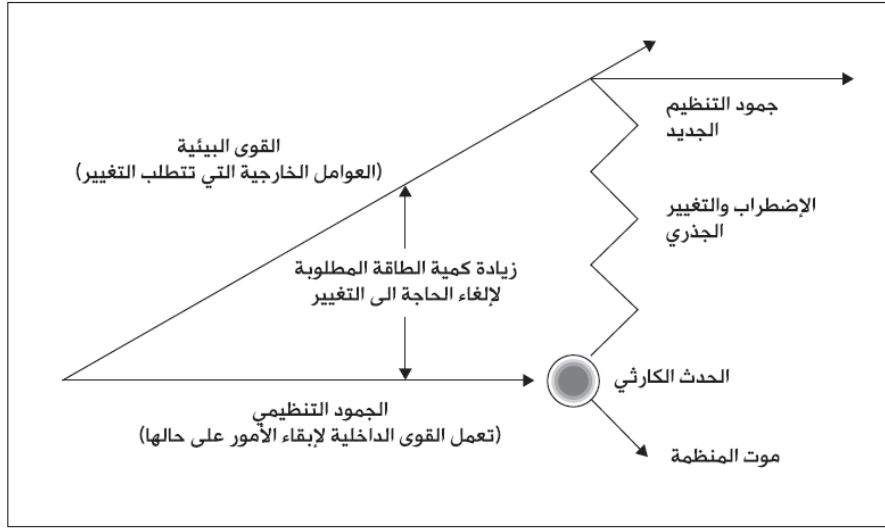 جمود التنظيم
الجديد
القوى البيئية
(العوامل الخارجية التي تتطلب التغيير)
الإضطراب والتغيير
الجذري
زيادة كمية الطاقة المطلوبة
لإلغاء الحاجة الى التغيير
الحدث الكارثي
الجمود التنظيمي
(تعمل القوى الداخلية لإبقاء الأمور على حالها)
موت المنظمة